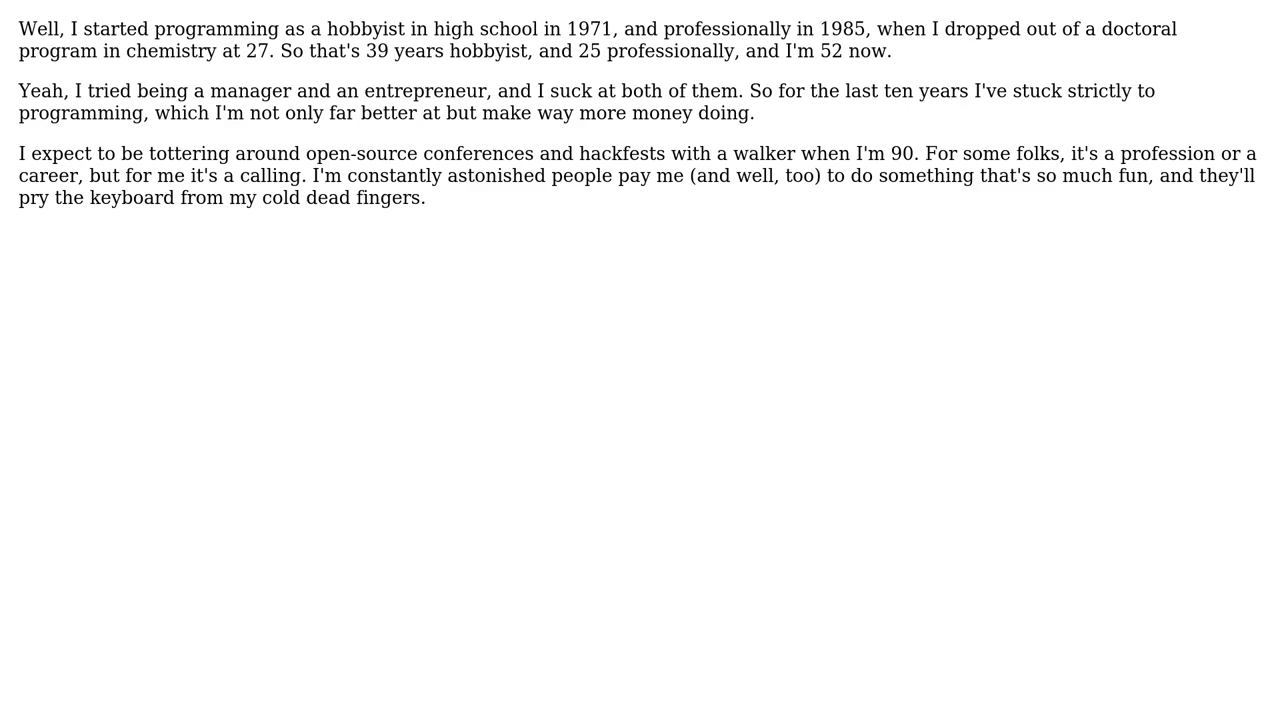 Well, I started programming as a hobbyist in high school in 1971, and professionally in 1985, when I dropped out of a doctoral
program in chemistry at 27. So that's 39 years hobbyist, and 25 professionally, and I'm 52 now.
Yeah, I tried being a manager and an entrepreneur, and I suck at both of them. So for the last ten years I've stuck strictly to
programming, which I'm not only far better at but make way more money doing.
I expect to be tottering around open-source conferences and hackfests with a walker when I'm 90. For some folks, it's a profession or a
career, but for me it's a calling. I'm constantly astonished people pay me (and well, too) to do something that's so much fun, and they'll
pry the keyboard from my cold dead fingers.